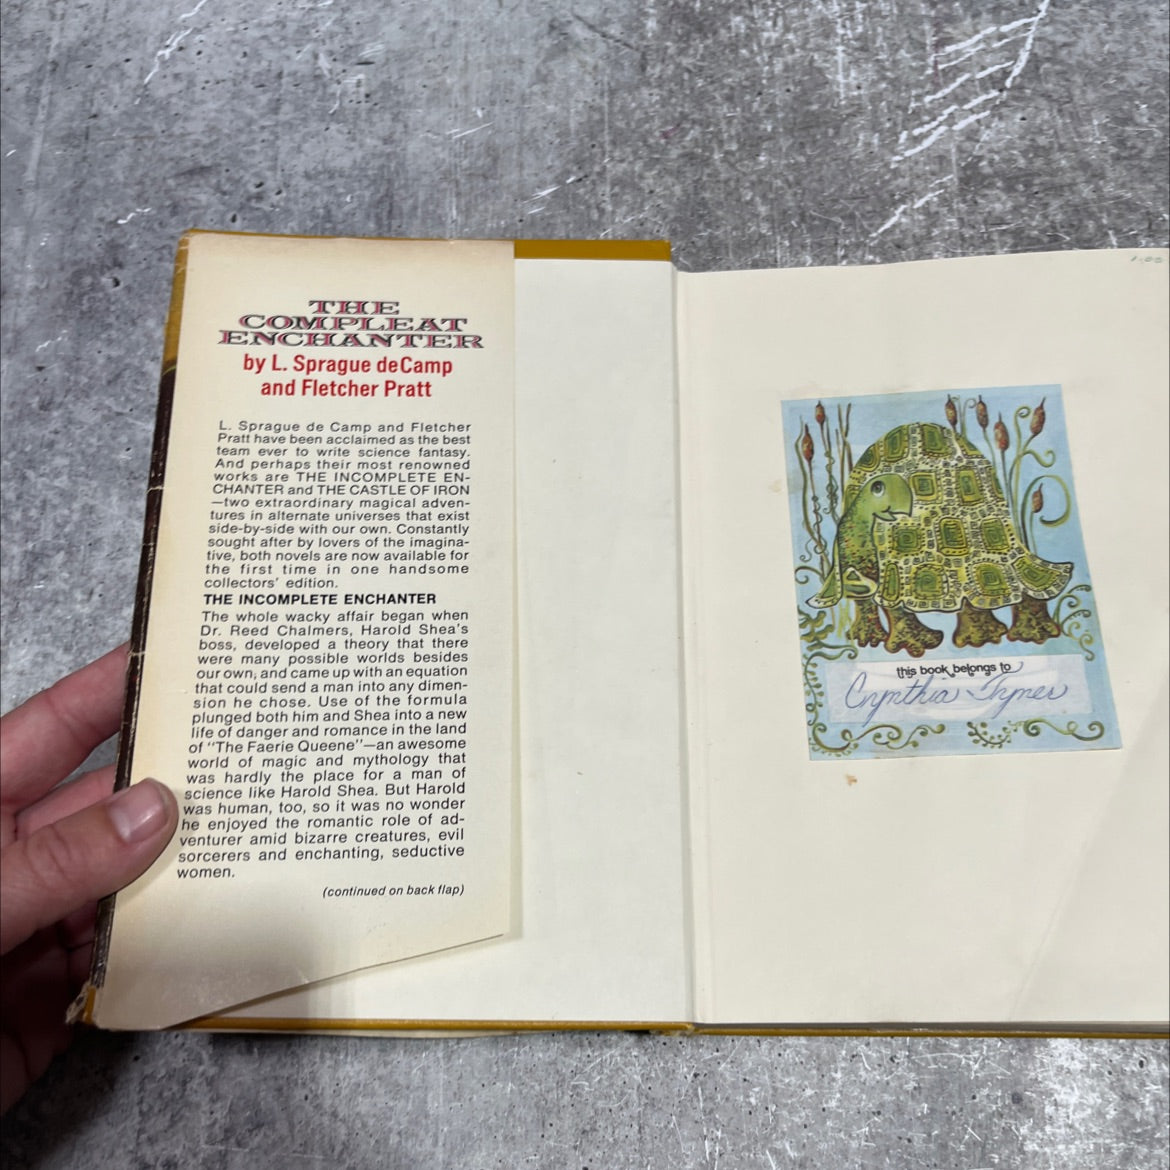 THE
COMPLEAT
ENCHANTER
by L. Sprague deCamp
and Fletcher Pratt
L. Sprague de Camp and Fletcher
Pratt have been acclaimed as the best
team ever to write science fantasy.
And perhaps their most renowned
works are THE INCOMPLETE EN-
CHANTER and THE CASTLE OF IRON
—two extraordinary magical adven-
tures in alternate universes that exist
side-by-side with our own. Constantly
sought after by lovers of the imagina-
tive, both novels are now available for
the first time in one handsome
collectors' edition.
THE INCOMPLETE ENCHANTER
The whole wacky affair began when
Dr. Reed Chalmers, Harold Shea's
boss, developed a theory that there
were many possible worlds besides
our own, and came up with an equation
that could send a man into any dimen-
sion he chose. Use of the formula
plunged both him and Shea into a new
life of danger and romance in the land
of "The Faerie Queene"—an awesome
world of magic and mythology that
was hardly the place for a man of
science like Harold Shea. But Harold
was human, too, so it was no wonder
he enjoyed the romantic role of ad-
venturer amid bizarre creatures, evil
sorcerers and enchanting, seductive
women.
(continued on back flap)
1.00
this book belongs to
Cynthia Tymes